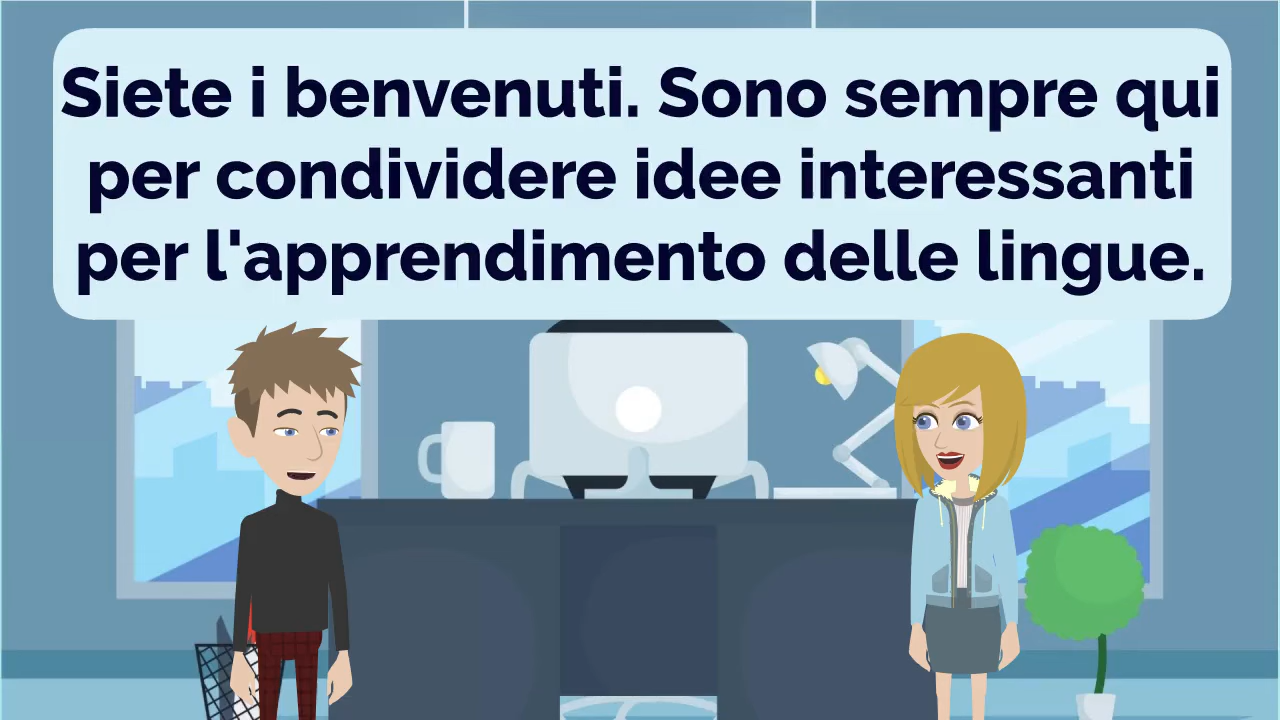 Siete i benvenuti. Sono sempre qui
per condividere idee interessanti
per l'apprendimento delle lingue.